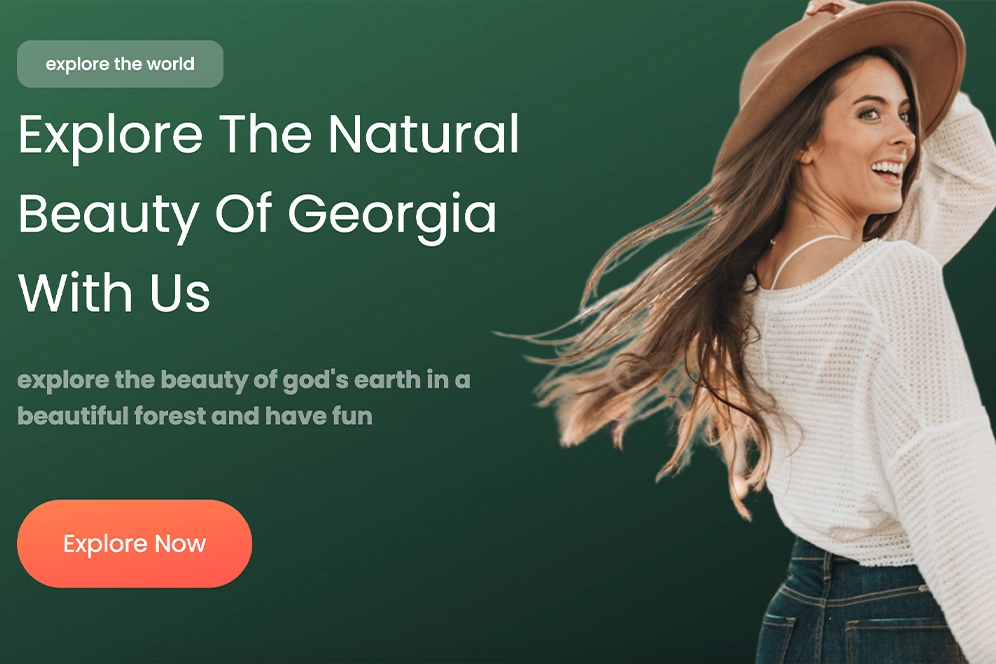 explore the world
Explore The Natural
Beauty Of Georgia
With Us
explore the beauty of god's earth in a
beautiful forest and have fun
Explore Now